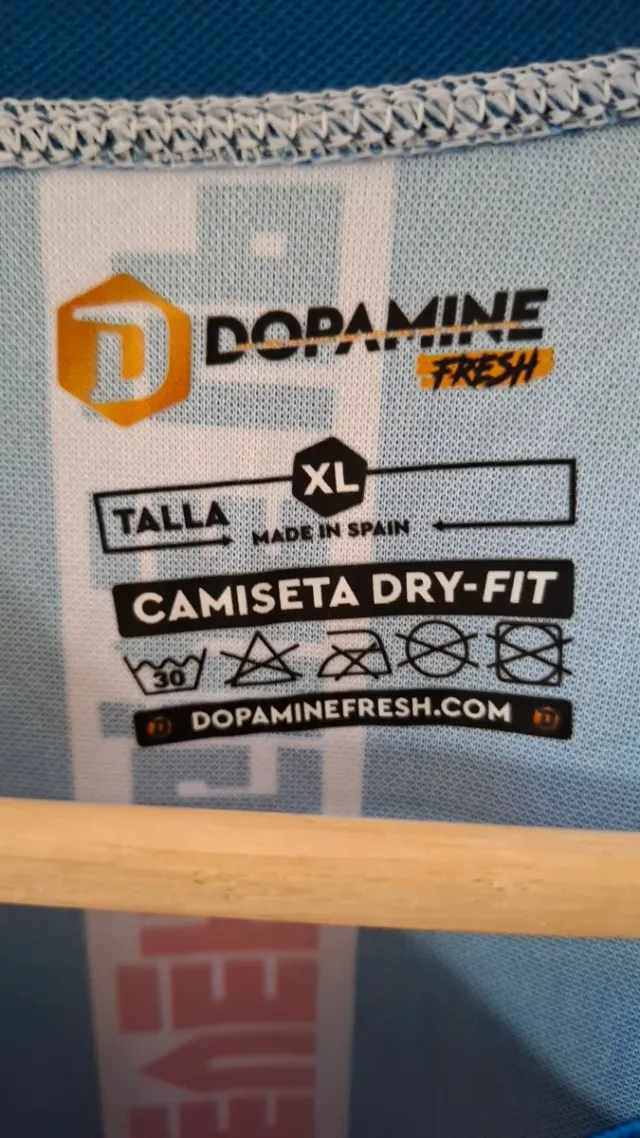 D DOPAMINE
FRESH
XL
TALLA
MADE IN SPAIN
CAMISETA DRY-FIT
30
DOPAMINEFRESH.COM